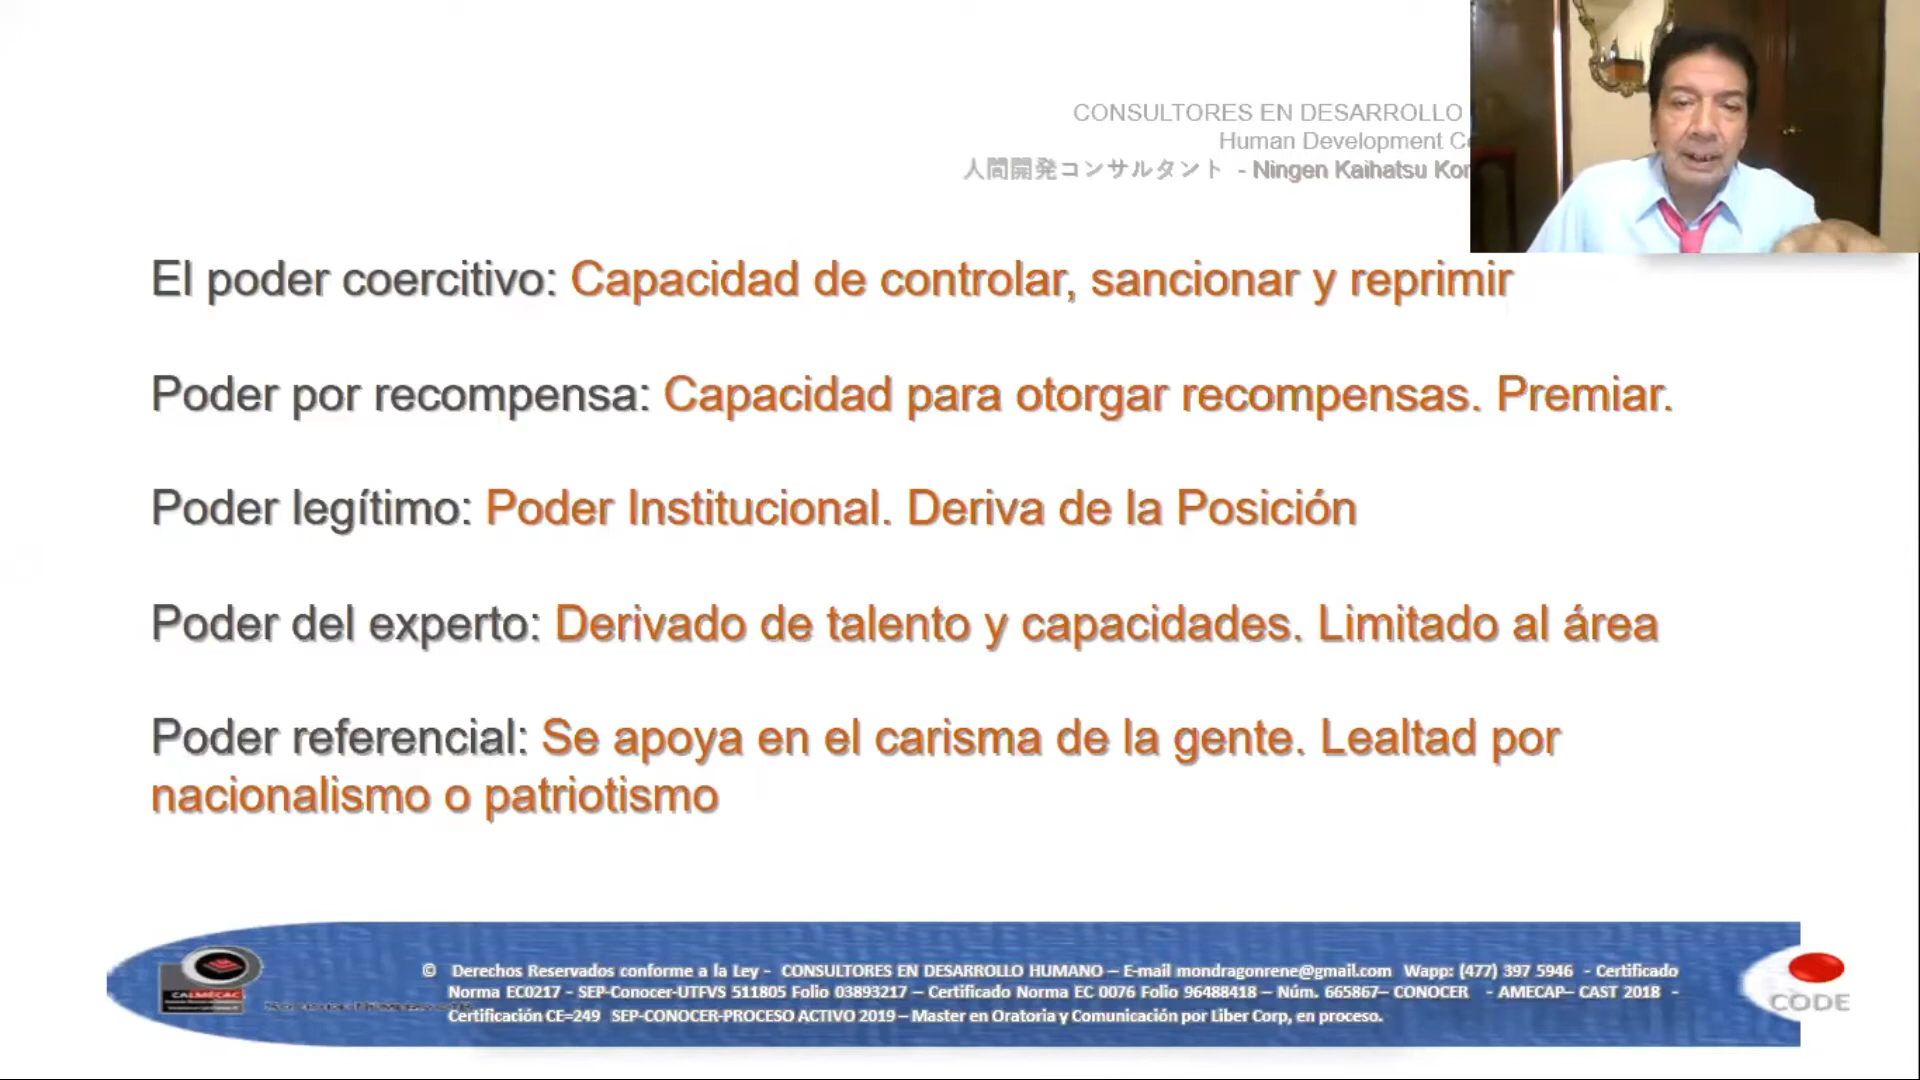 CONSULTORES EN DESARROLLO
Human Development
人間開発コンサルタント - Ningen Kaihatsu
El poder coercitivo: Capacidad de controlar, sancionar y reprimir
Poder por recompensa: Capacidad para otorgar recompensas. Premiar.
Poder legítimo: Poder Institucional. Deriva de la Posición
Poder del experto: Derivado de talento y capacidades. Limitado al área
Poder referencial: Se apoya en el carisma de la gente. Lealtad por
nacionalismo o patriotismo
© Derechos Reservados conforme a la Ley - CONSULTORES EN DESARROLLO HUMANO – E-mail mondragonrene@gmail.com Wapp: (477) 397 5946 - Certificado
Norma EC0217 - SEP-Conocer-UTFVS 511805 Folio 03893217 – Certificado Norma EC 0076 Folio 96488418 – Núm. 665867– CONOCER - AMECAP– CAST 2018 -
Certificación CE=249 SEP-CONOCER-PROCESO ACTIVO 2019 – Master en Oratoria y Comunicación por Liber Corp, en proceso.
CALMECAC
CODE